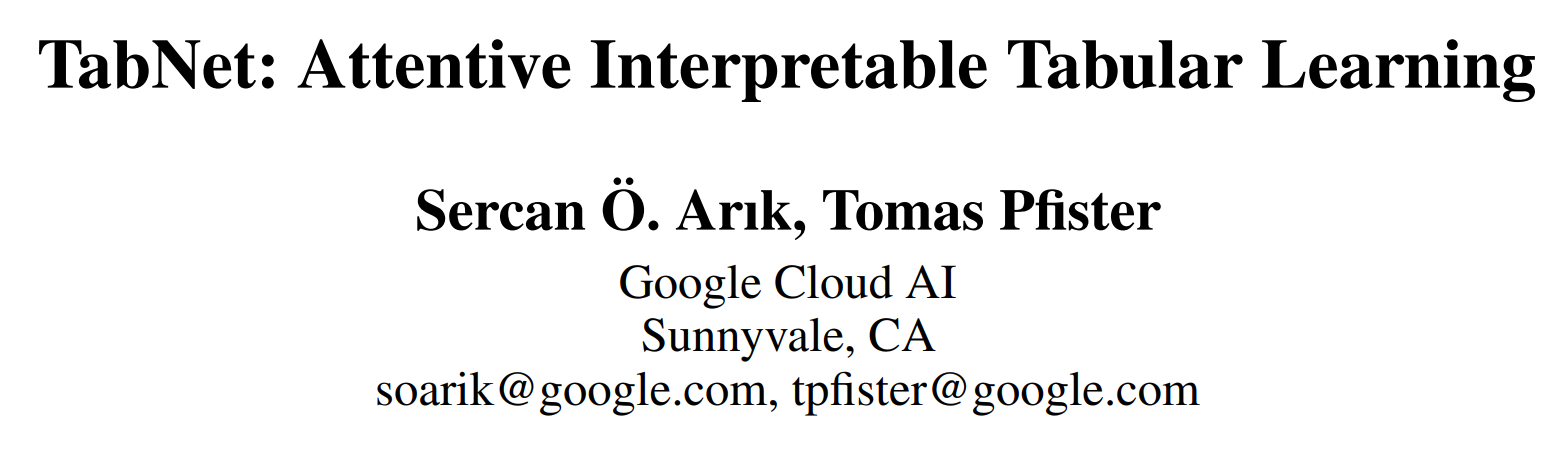 TabNet: Attentive Interpretable Tabular Learning
Sercan Ö. Arık, Tomas Pfister
Google Cloud AI
Sunnyvale, CA
soarik@google.com, tpfister@google.com